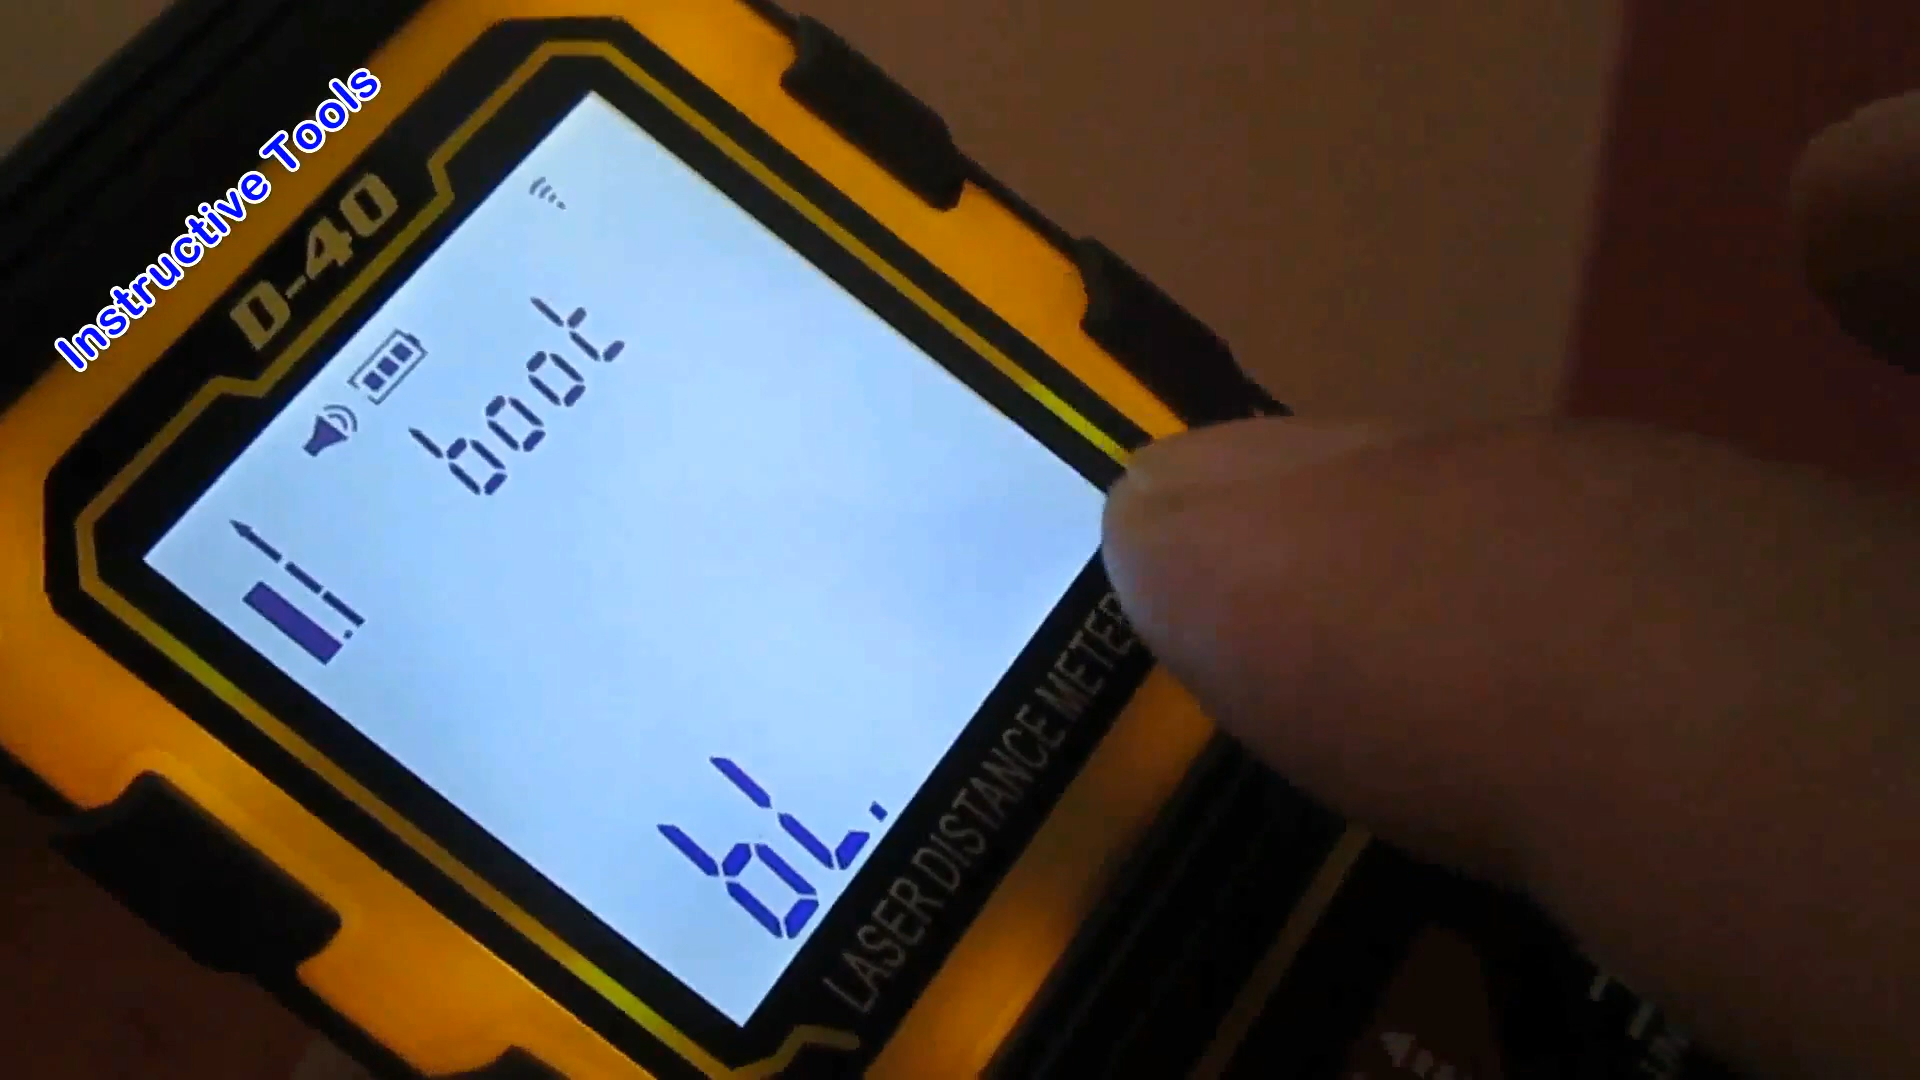 Instructive Tools
D-40
boot
bL.
LASER DISTANCE METER